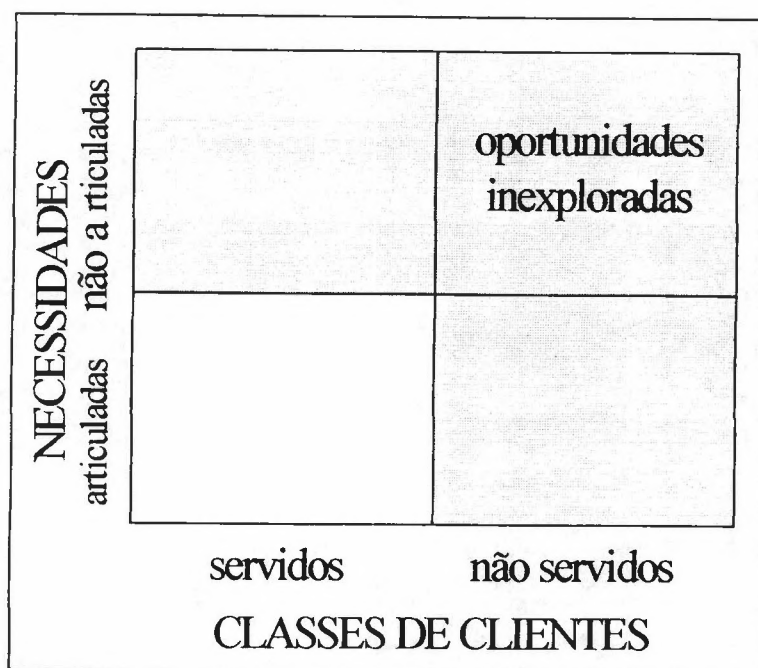 oportunidades
inexploradas
NECESSIDADES
não a rticuladas
articuladas
servidos
não servidos
CLASSES DE CLIENTES